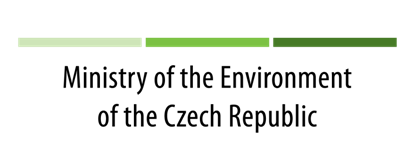 Ministry of the Environment
of the Czech Republic